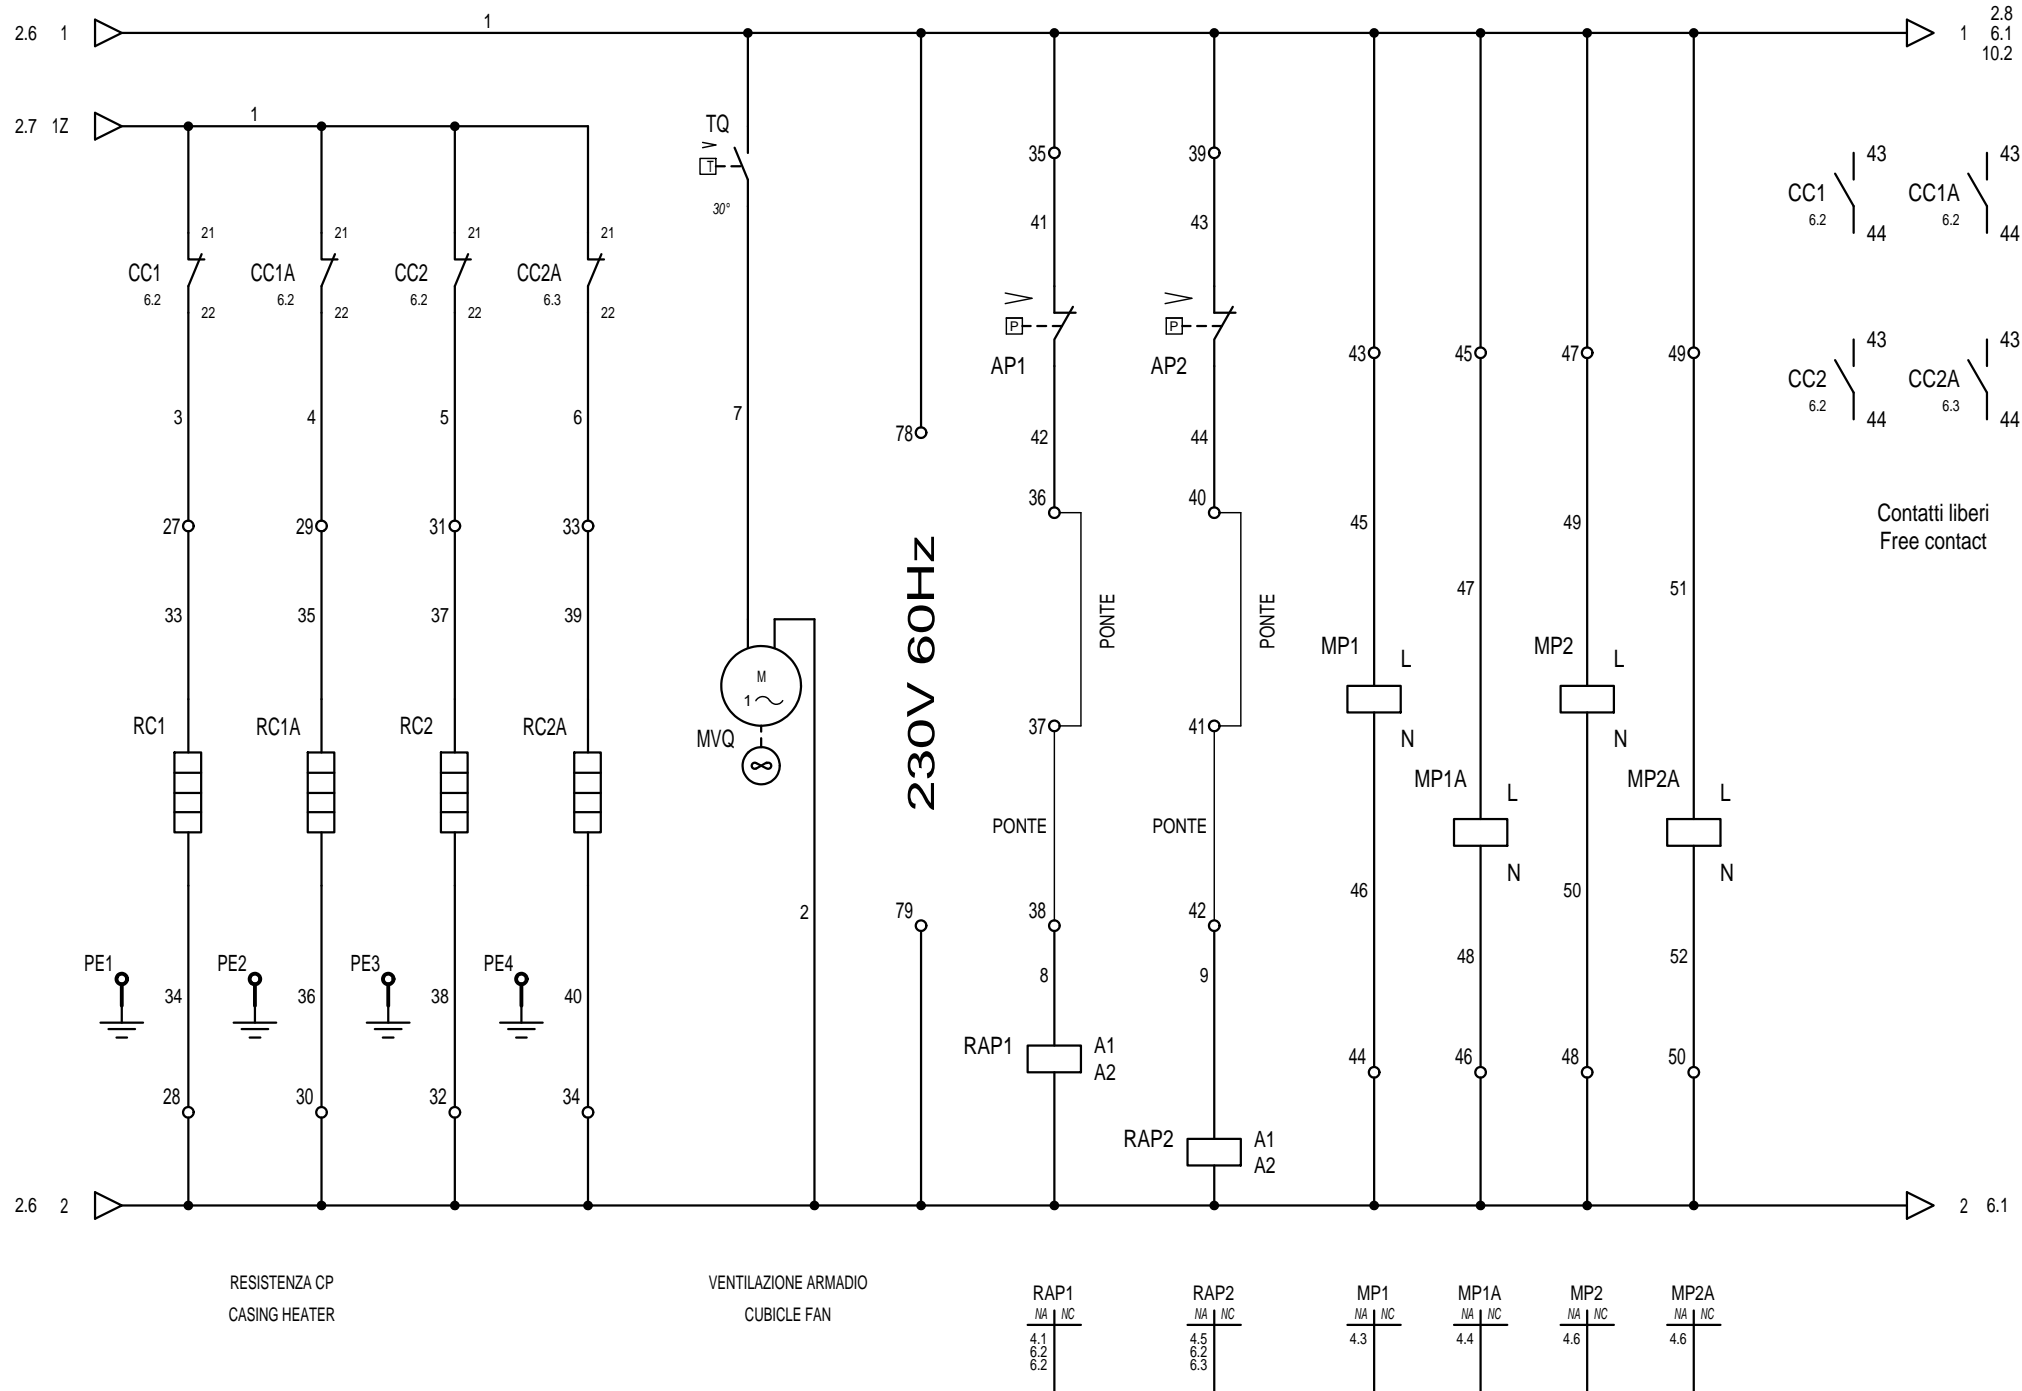 2.6 1
1
1 2.8
6.1
10.2
2.7 1Z
1
TQ
T
30°
35
39
43
CC1
6.2
44
43
CC1A
6.2
44
41
43
21
CC1
6.2
22
21
CC1A
6.2
22
21
CC2
6.2
22
21
CC2A
6.3
22
P
AP1
P
AP2
43
45
47
49
43
CC2
6.2
44
43
CC2A
6.3
44
3
4
5
6
7
78
42
44
36
40
Contatti liberi
Free contact
27
29
31
33
45
49
33
35
37
39
230V 60Hz
PONTE
PONTE
47
51
MP1
L
N
MP2
L
N
M
1
MVQ
RC1
RC1A
RC2
RC2A
37
41
MP1A
L
N
MP2A
L
N
PONTE
PONTE
46
50
2
79
38
42
PE1
PE2
PE3
PE4
34
36
38
40
8
9
48
52
RAP1
A1
A2
44
46
48
50
28
30
32
34
RAP2
A1
A2
2.6 2
2 6.1
RESISTENZA CP
CASING HEATER
VENTILAZIONE ARMADIO
CUBICLE FAN
RAP1
NA NC
4.1
6.2
6.2
RAP2
NA NC
4.5
6.2
6.3
MP1
NA NC
4.3
MP1A
NA NC
4.4
MP2
NA NC
4.6
MP2A
NA NC
4.6